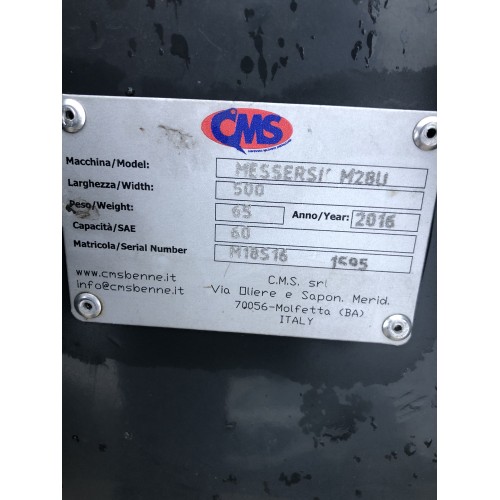 CMS
Macchina/Model: MESSERSI' M28U
Larghezza/Width: 500
Peso/Weight: 65 Anno/Year: 2016
Capacità/SAE 60
Matricola/Serial Number M16516 1595
www.cmsbenne.it
info@cmsbenne.it
C.M.S. srl
Via Oliere e Sapon. Merid.
70056-Molfetta (BA)
ITALY